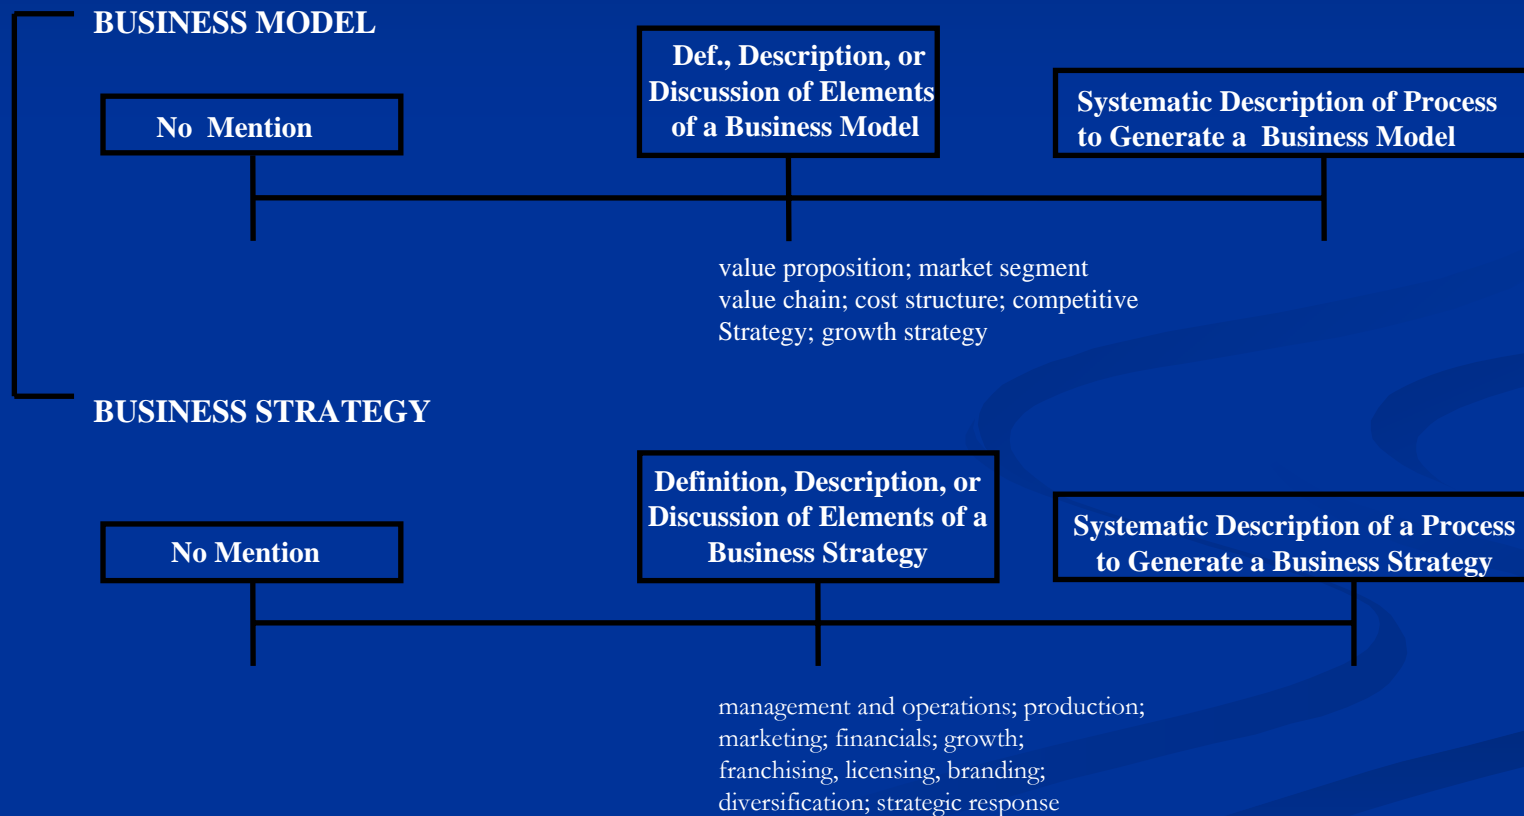 BUSINESS MODEL
No Mention
Def., Description, or
Discussion of Elements
of a Business Model
Systematic Description of Process
to Generate a Business Model
value proposition; market segment
value chain; cost structure; competitive
Strategy; growth strategy
BUSINESS STRATEGY
No Mention
Definition, Description, or
Discussion of Elements of a
Business Strategy
Systematic Description of a Process
to Generate a Business Strategy
management and operations; production;
marketing; financials; growth;
franchising, licensing, branding;
diversification; strategic response